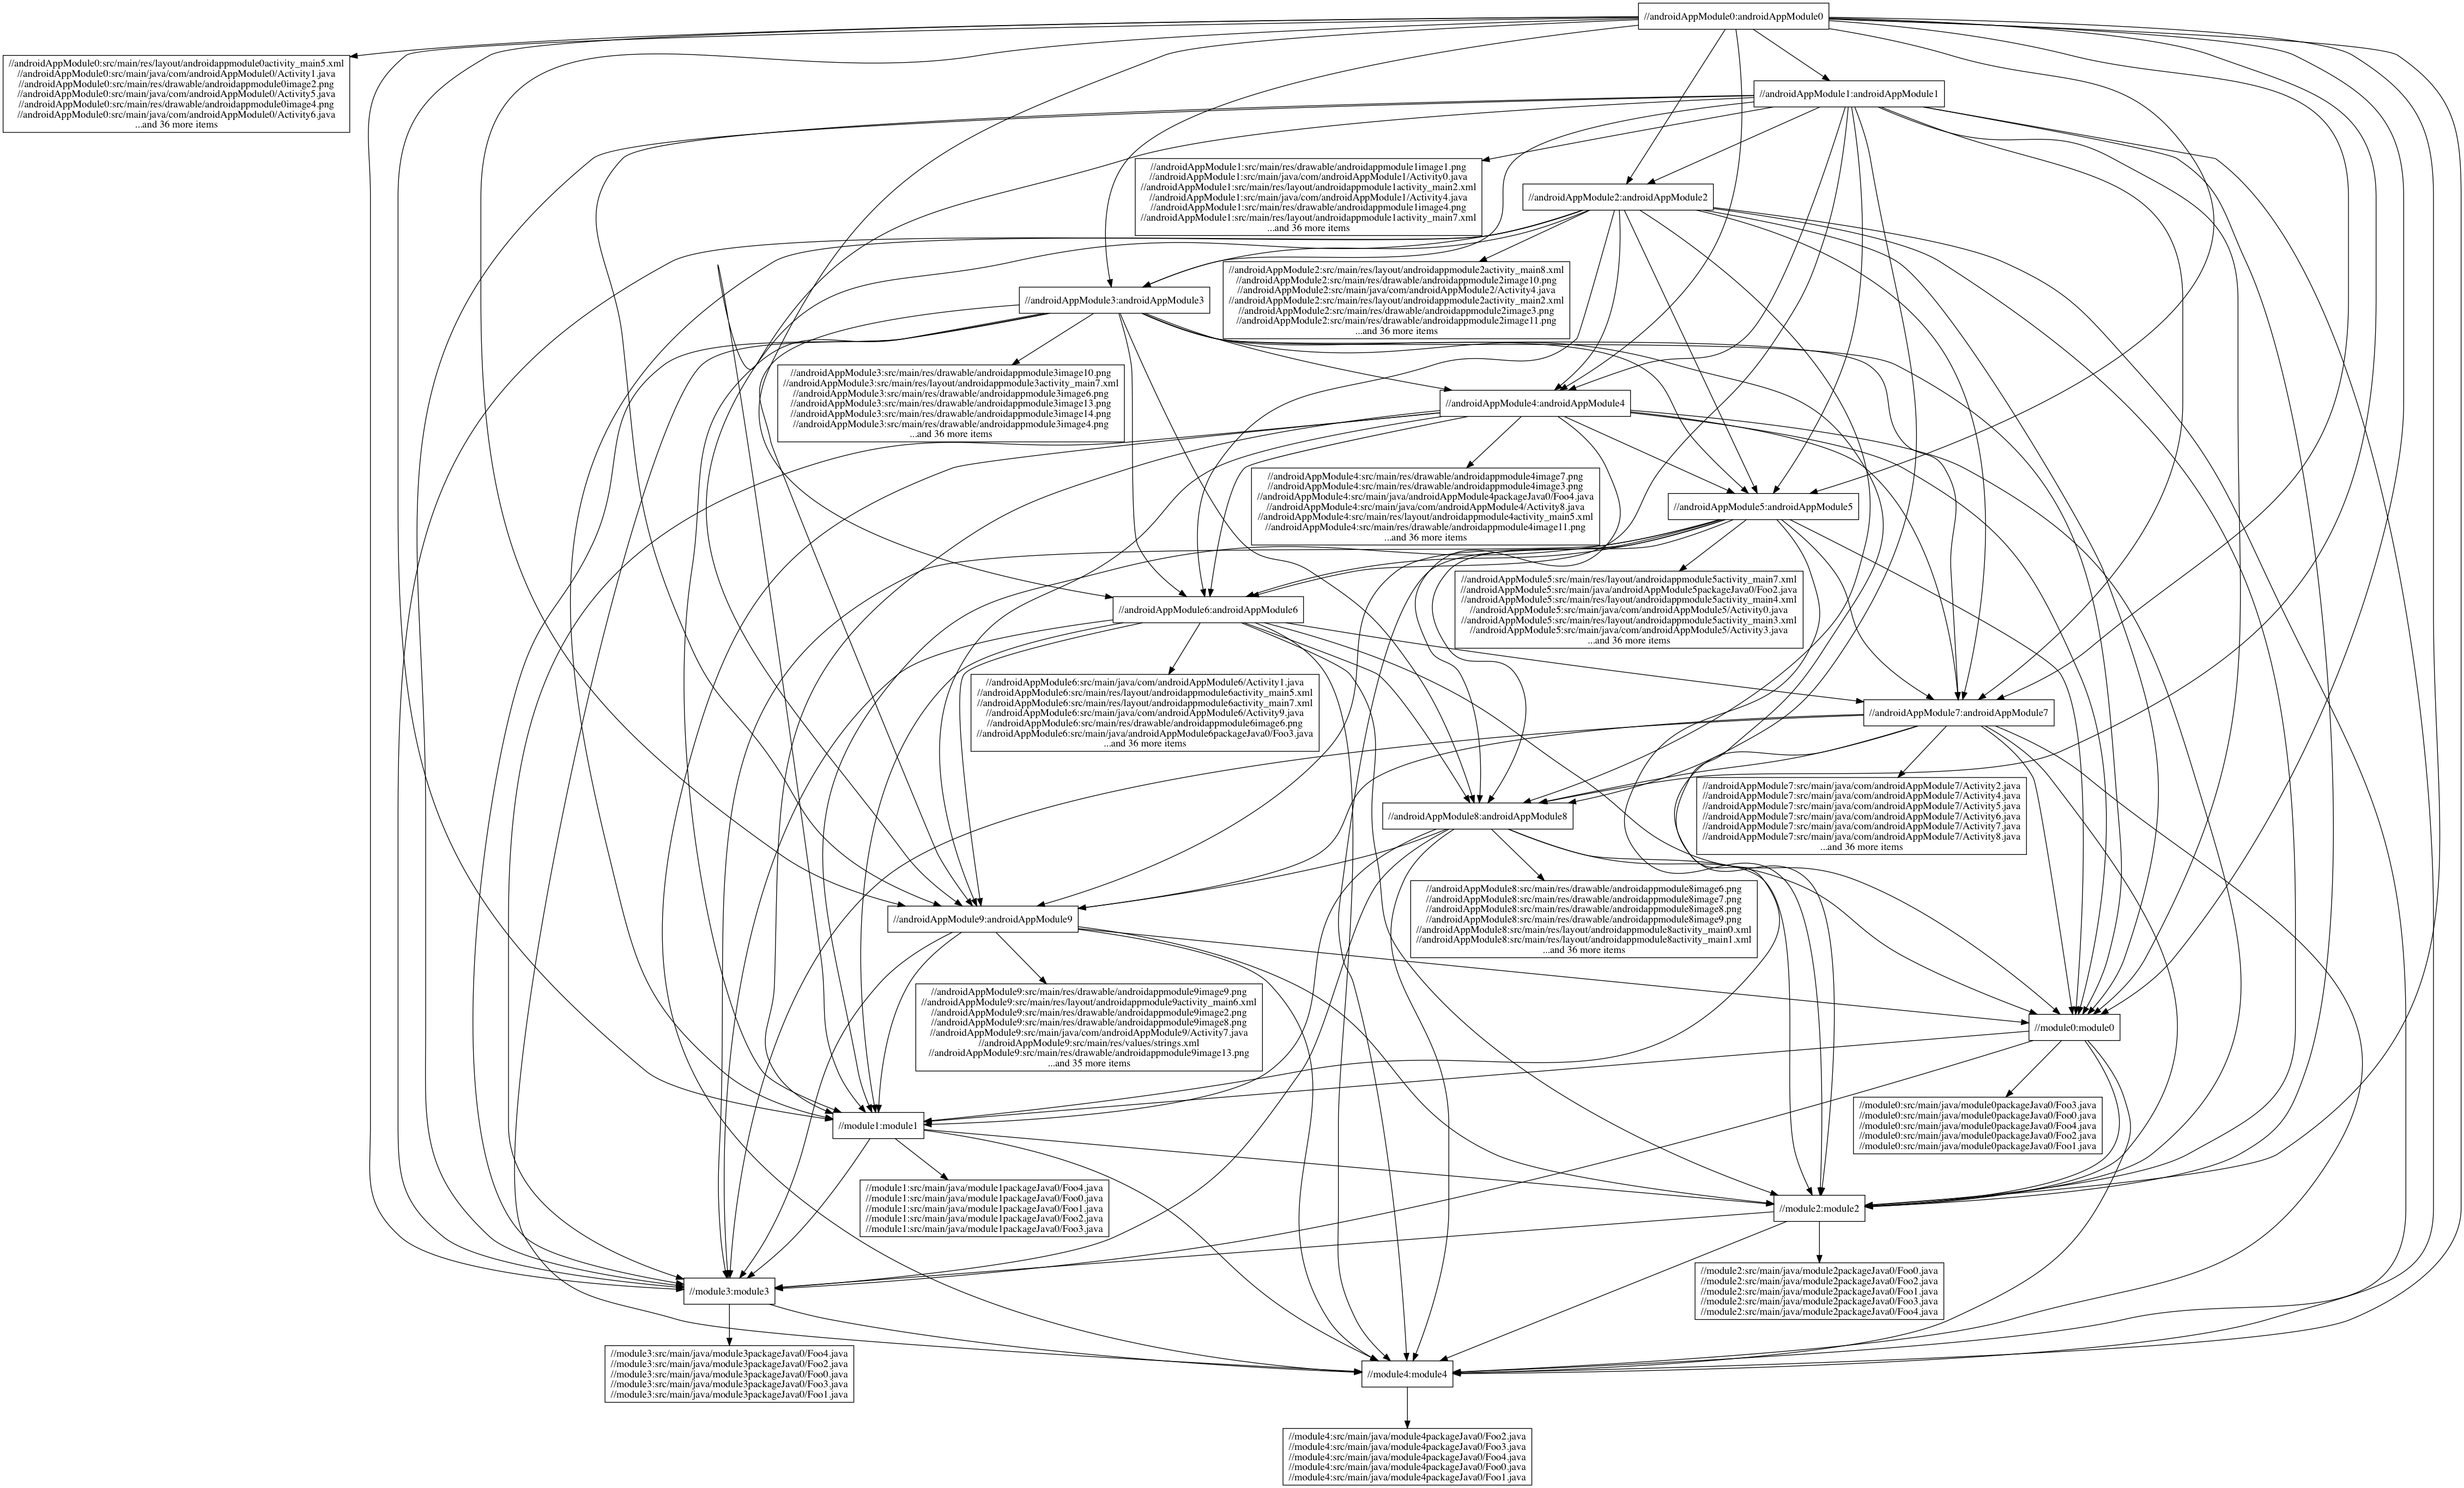 //androidAppModule0:androidAppModule0
//androidAppModule0:src/main/res/layout/androidappmodule0activity_main5.xml
//androidAppModule0:src/main/java/com/androidAppModule0/Activity1.java
//androidAppModule0:src/main/res/drawable/androidappmodule0image2.png
//androidAppModule0:src/main/java/com/androidAppModule0/Activity5.java
//androidAppModule0:src/main/res/drawable/androidappmodule0image4.png
//androidAppModule0:src/main/java/com/androidAppModule0/Activity6.java
...and 36 more items
//androidAppModule1:androidAppModule1
//androidAppModule1:src/main/res/drawable/androidappmodule1image1.png
//androidAppModule1:src/main/java/com/androidAppModule1/Activity0.java
//androidAppModule1:src/main/res/layout/androidappmodule1activity_main2.xml
//androidAppModule1:src/main/java/com/androidAppModule1/Activity4.java
//androidAppModule1:src/main/res/drawable/androidappmodule1image4.png
//androidAppModule1:src/main/res/layout/androidappmodule1activity_main7.xml
...and 36 more items
//androidAppModule2:androidAppModule2
//androidAppModule2:src/main/res/layout/androidappmodule2activity_main8.xml
//androidAppModule2:src/main/res/drawable/androidappmodule2image10.png
//androidAppModule2:src/main/java/com/androidAppModule2/Activity4.java
//androidAppModule2:src/main/res/layout/androidappmodule2activity_main2.xml
//androidAppModule2:src/main/res/drawable/androidappmodule2image3.png
//androidAppModule2:src/main/res/drawable/androidappmodule2image11.png
...and 36 more items
//androidAppModule3:androidAppModule3
//androidAppModule3:src/main/res/drawable/androidappmodule3image10.png
//androidAppModule3:src/main/res/layout/androidappmodule3activity_main7.xml
//androidAppModule3:src/main/res/drawable/androidappmodule3image6.png
//androidAppModule3:src/main/res/drawable/androidappmodule3image13.png
//androidAppModule3:src/main/res/drawable/androidappmodule3image14.png
//androidAppModule3:src/main/res/drawable/androidappmodule3image4.png
...and 36 more items
//androidAppModule4:androidAppModule4
//androidAppModule4:src/main/res/drawable/androidappmodule4image7.png
//androidAppModule4:src/main/res/drawable/androidappmodule4image3.png
//androidAppModule4:src/main/java/androidAppModule4packageJava0/Foo4.java
//androidAppModule4:src/main/java/com/androidAppModule4/Activity8.java
//androidAppModule4:src/main/res/layout/androidappmodule4activity_main5.xml
//androidAppModule4:src/main/res/drawable/androidappmodule4image11.png
...and 36 more items
//androidAppModule5:androidAppModule5
//androidAppModule5:src/main/res/layout/androidappmodule5activity_main7.xml
//androidAppModule5:src/main/java/androidAppModule5packageJava0/Foo2.java
//androidAppModule5:src/main/res/layout/androidappmodule5activity_main4.xml
//androidAppModule5:src/main/java/com/androidAppModule5/Activity0.java
//androidAppModule5:src/main/res/layout/androidappmodule5activity_main3.xml
//androidAppModule5:src/main/java/com/androidAppModule5/Activity3.java
...and 36 more items
//androidAppModule6:androidAppModule6
//androidAppModule6:src/main/java/com/androidAppModule6/Activity1.java
//androidAppModule6:src/main/res/layout/androidappmodule6activity_main5.xml
//androidAppModule6:src/main/res/layout/androidappmodule6activity_main7.xml
//androidAppModule6:src/main/java/com/androidAppModule6/Activity9.java
//androidAppModule6:src/main/res/drawable/androidappmodule6image6.png
//androidAppModule6:src/main/java/androidAppModule6packageJava0/Foo3.java
...and 36 more items
//androidAppModule7:androidAppModule7
//androidAppModule7:src/main/java/com/androidAppModule7/Activity2.java
//androidAppModule7:src/main/java/com/androidAppModule7/Activity4.java
//androidAppModule7:src/main/java/com/androidAppModule7/Activity5.java
//androidAppModule7:src/main/java/com/androidAppModule7/Activity6.java
//androidAppModule7:src/main/java/com/androidAppModule7/Activity7.java
//androidAppModule7:src/main/java/com/androidAppModule7/Activity8.java
...and 36 more items
//androidAppModule8:androidAppModule8
//androidAppModule8:src/main/res/drawable/androidappmodule8image6.png
//androidAppModule8:src/main/res/drawable/androidappmodule8image7.png
//androidAppModule8:src/main/res/drawable/androidappmodule8image8.png
//androidAppModule8:src/main/res/drawable/androidappmodule8image9.png
//androidAppModule8:src/main/res/layout/androidappmodule8activity_main0.xml
//androidAppModule8:src/main/res/layout/androidappmodule8activity_main1.xml
...and 36 more items
//androidAppModule9:androidAppModule9
//androidAppModule9:src/main/res/drawable/androidappmodule9image9.png
//androidAppModule9:src/main/res/layout/androidappmodule9activity_main6.xml
//androidAppModule9:src/main/res/drawable/androidappmodule9image2.png
//androidAppModule9:src/main/res/drawable/androidappmodule9image8.png
//androidAppModule9:src/main/java/com/androidAppModule9/Activity7.java
//androidAppModule9:src/main/res/values/strings.xml
//androidAppModule9:src/main/res/drawable/androidappmodule9image13.png
...and 35 more items
//module0:module0
//module0:src/main/java/module0packageJava0/Foo3.java
//module0:src/main/java/module0packageJava0/Foo0.java
//module0:src/main/java/module0packageJava0/Foo4.java
//module0:src/main/java/module0packageJava0/Foo2.java
//module0:src/main/java/module0packageJava0/Foo1.java
//module1:module1
//module1:src/main/java/module1packageJava0/Foo4.java
//module1:src/main/java/module1packageJava0/Foo0.java
//module1:src/main/java/module1packageJava0/Foo1.java
//module1:src/main/java/module1packageJava0/Foo2.java
//module1:src/main/java/module1packageJava0/Foo3.java
//module2:module2
//module2:src/main/java/module2packageJava0/Foo0.java
//module2:src/main/java/module2packageJava0/Foo2.java
//module2:src/main/java/module2packageJava0/Foo1.java
//module2:src/main/java/module2packageJava0/Foo3.java
//module2:src/main/java/module2packageJava0/Foo4.java
//module3:module3
//module3:src/main/java/module3packageJava0/Foo4.java
//module3:src/main/java/module3packageJava0/Foo2.java
//module3:src/main/java/module3packageJava0/Foo0.java
//module3:src/main/java/module3packageJava0/Foo3.java
//module3:src/main/java/module3packageJava0/Foo1.java
//module4:module4
//module4:src/main/java/module4packageJava0/Foo2.java
//module4:src/main/java/module4packageJava0/Foo3.java
//module4:src/main/java/module4packageJava0/Foo4.java
//module4:src/main/java/module4packageJava0/Foo0.java
//module4:src/main/java/module4packageJava0/Foo1.java